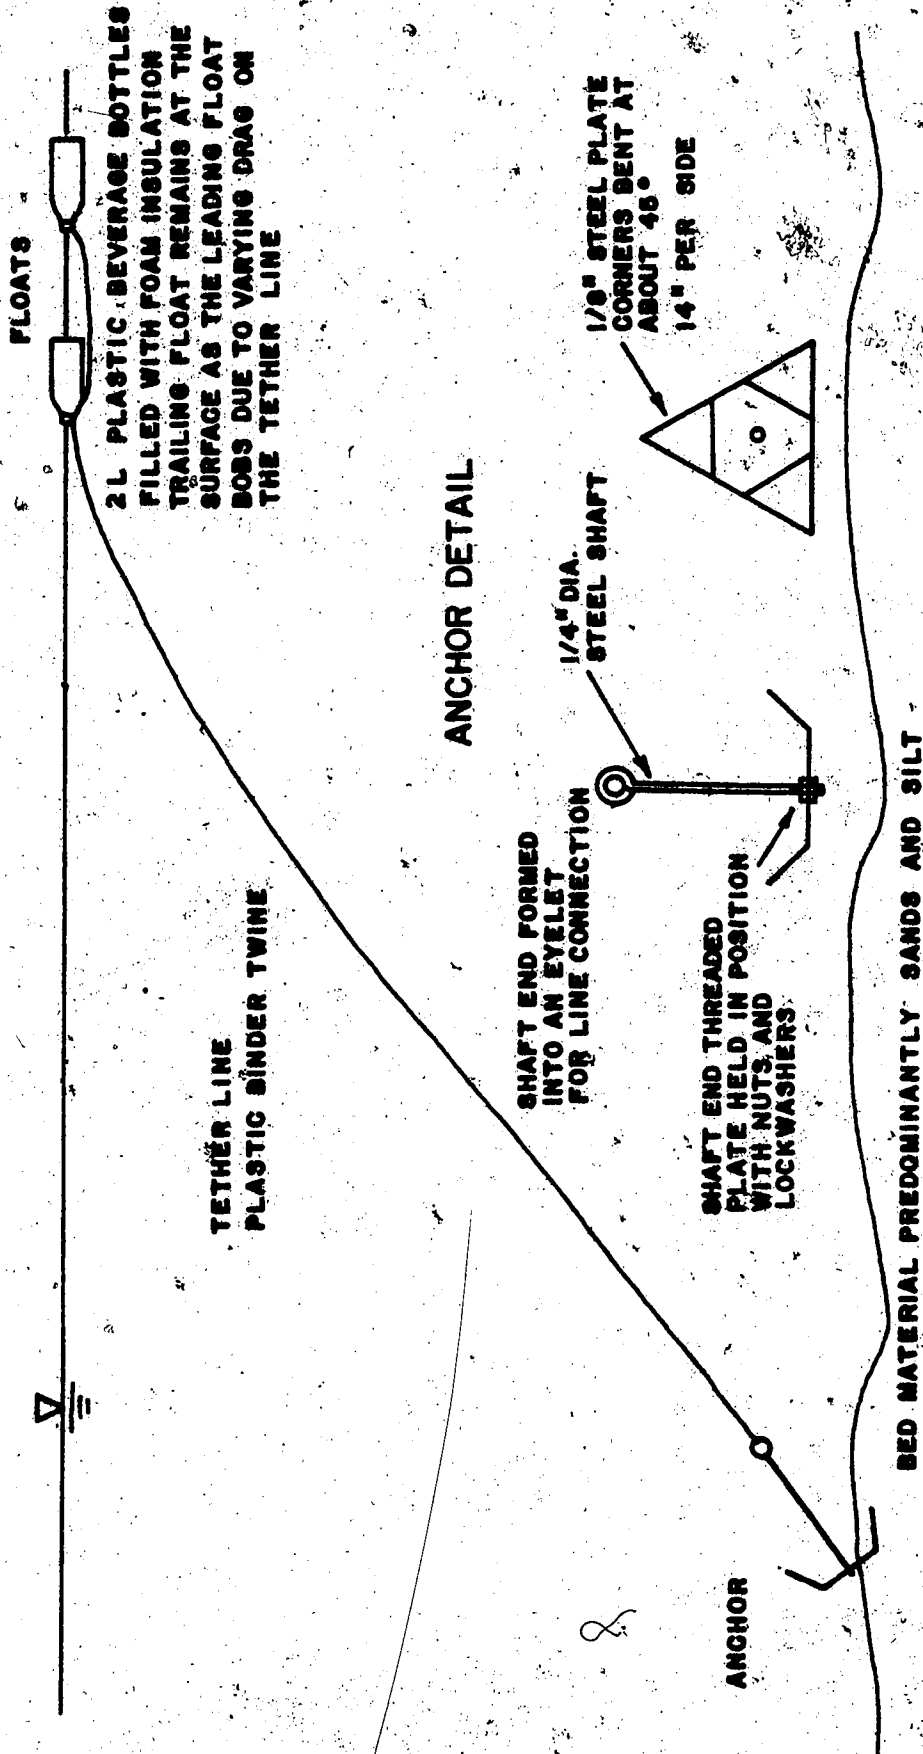 FLOATS
2 L PLASTIC BEVERAGE BOTTLES
FILLED WITH FOAM INSULATION
TRAILING FLOAT REMAINS AT THE
SURFACE AS THE LEADING FLOAT
BOBS DUE TO VARYING DRAG ON
THE TETHER LINE
TETHER LINE
PLASTIC BINDER TWINE
ANCHOR DETAIL
SHAFT END FORMED
INTO AN EYELET
FOR LINE CONNECTION
1/4" DIA.
STEEL SHAFT
1/8" STEEL PLATE
CORNERS BENT AT
ABOUT 45°
14" PER SIDE
SHAFT END THREADED
PLATE HELD IN POSITION
WITH NUTS AND
LOCKWASHERS
ANCHOR
BED MATERIAL PREDOMINANTLY SANDS AND SILT